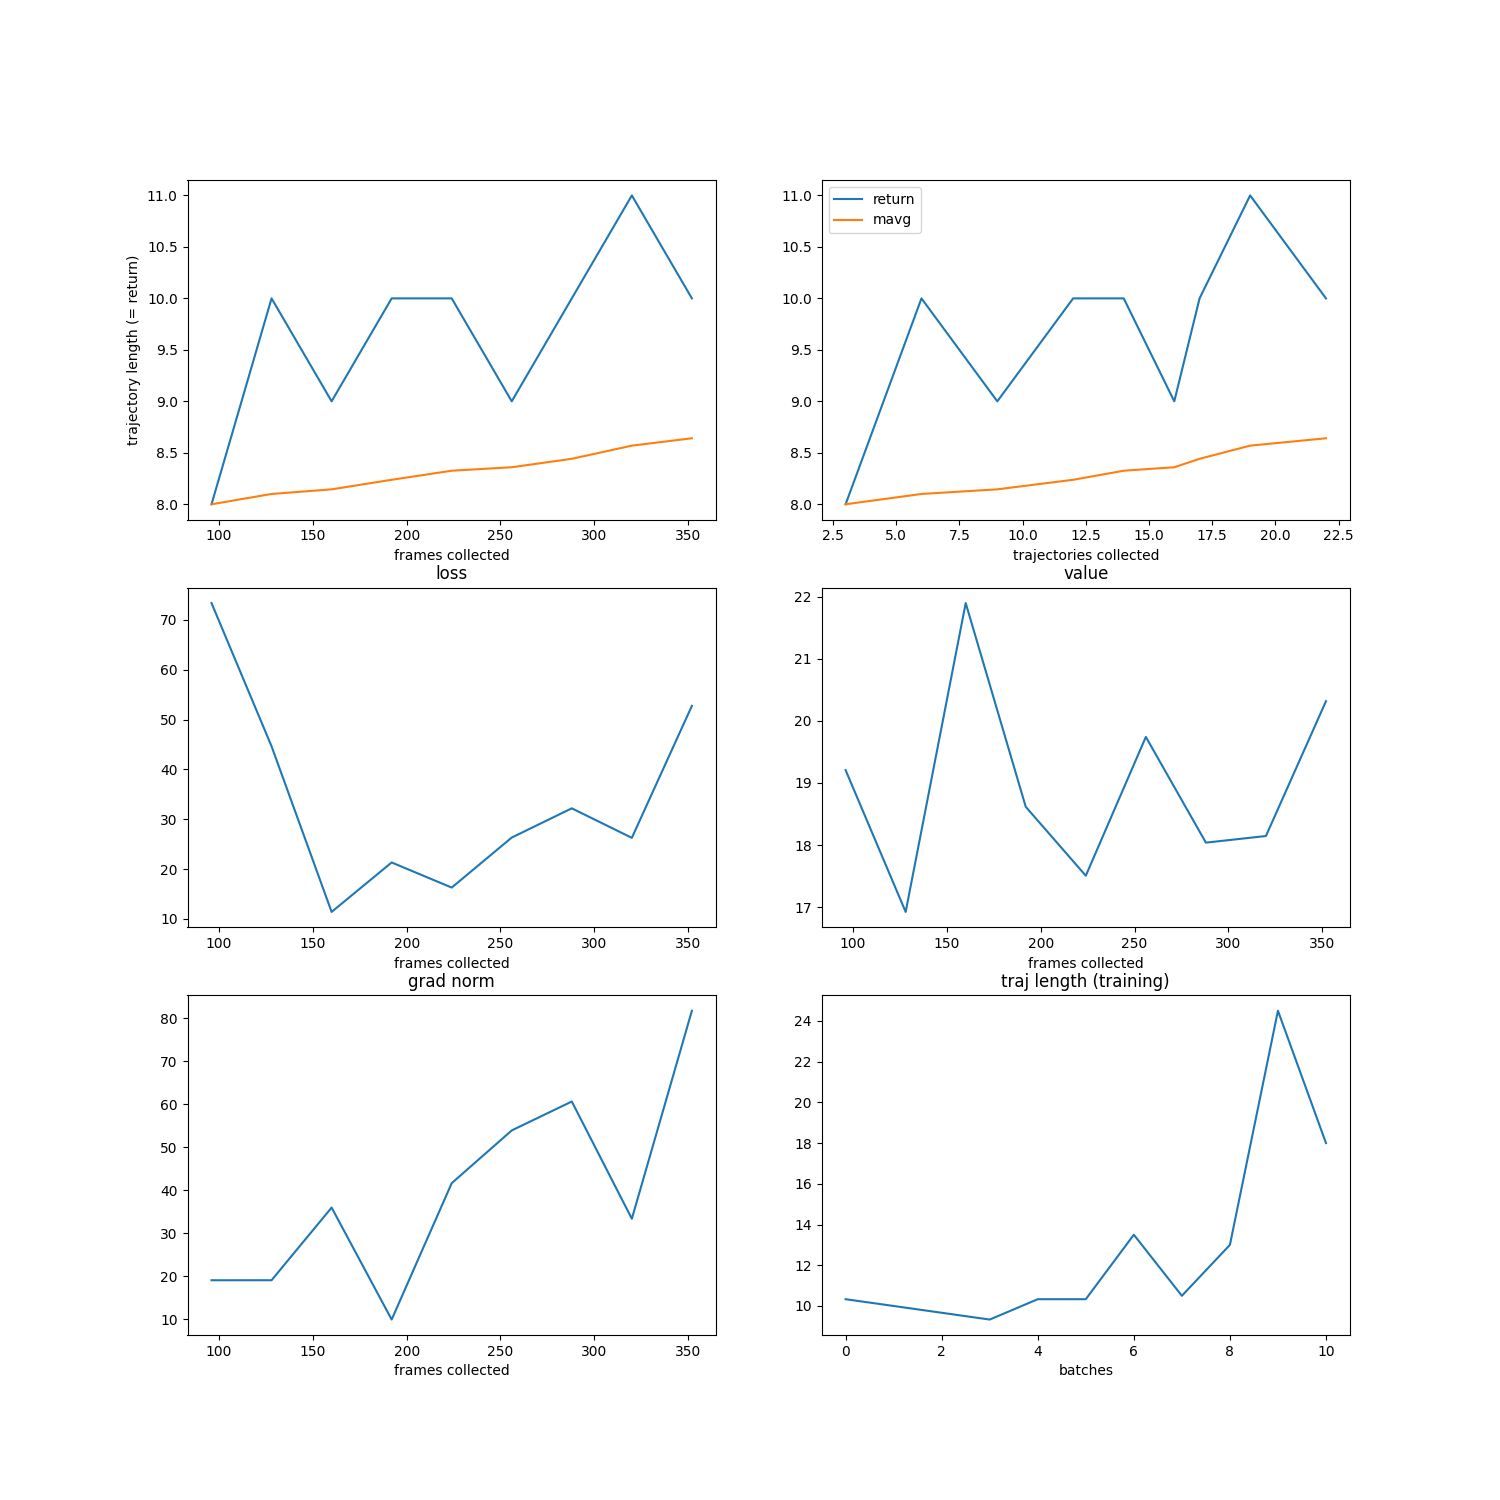 11.0
10.5
10.0
9.5
9.0
8.5
8.0
trajectory length (= return)
100 150 200 250 300 350
frames collected
return
mavg
11.0
10.5
10.0
9.5
9.0
8.5
8.0
2.5 5.0 7.5 10.0 12.5 15.0 17.5 20.0 22.5
trajectories collected
loss
70
60
50
40
30
20
10
100 150 200 250 300 350
frames collected
value
22
21
20
19
18
17
100 150 200 250 300 350
frames collected
grad norm
80
70
60
50
40
30
20
10
100 150 200 250 300 350
frames collected
traj length (training)
24
22
20
18
16
14
12
10
0 2 4 6 8 10
batches